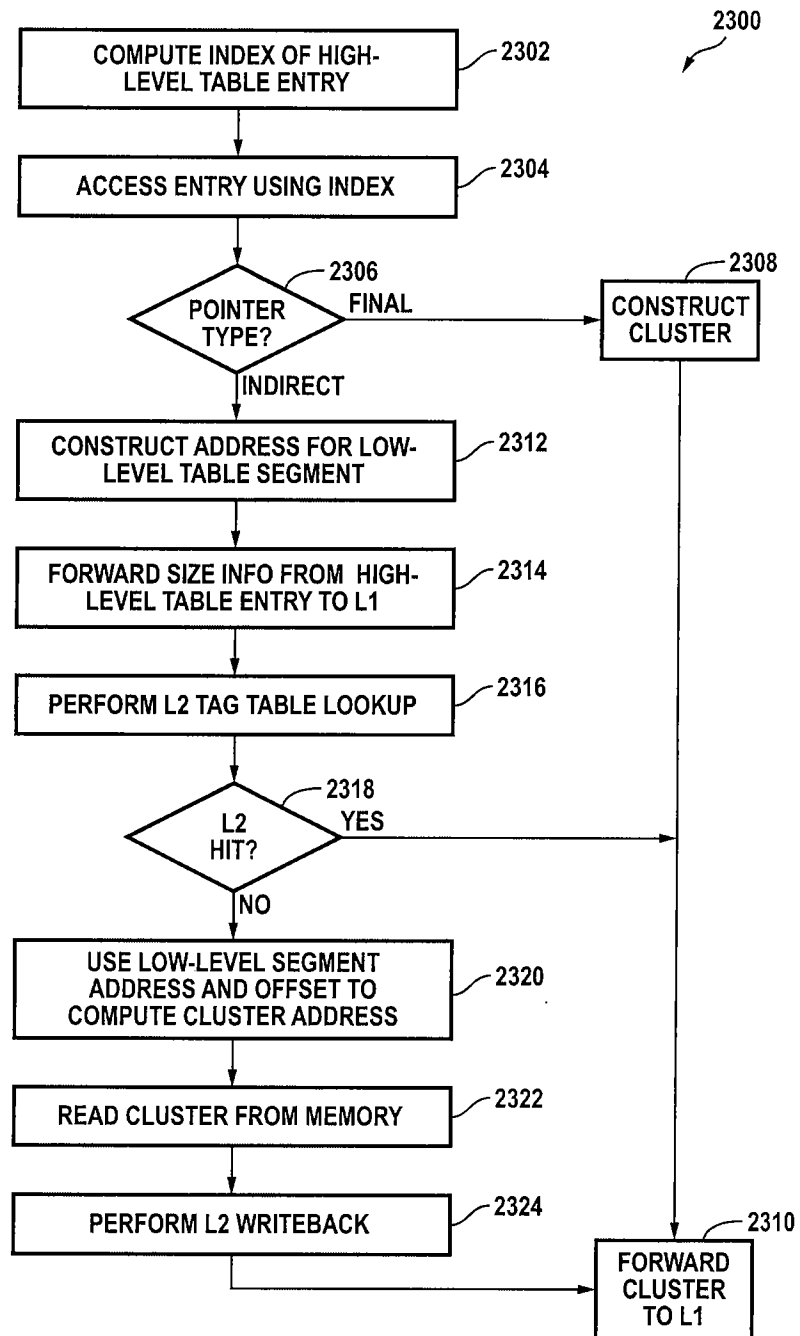 2300
COMPUTE INDEX OF HIGH-
LEVEL TABLE ENTRY
2302
ACCESS ENTRY USING INDEX
2304
2306
POINTER
TYPE?
FINAL
INDIRECT
2308
CONSTRUCT
CLUSTER
CONSTRUCT ADDRESS FOR LOW-
LEVEL TABLE SEGMENT
2312
FORWARD SIZE INFO FROM HIGH-
LEVEL TABLE ENTRY TO L1
2314
PERFORM L2 TAG TABLE LOOKUP
2316
2318
L2
HIT?
YES
NO
USE LOW-LEVEL SEGMENT
ADDRESS AND OFFSET TO
COMPUTE CLUSTER ADDRESS
2320
READ CLUSTER FROM MEMORY
2322
PERFORM L2 WRITEBACK
2324
2310
FORWARD
CLUSTER
TO L1